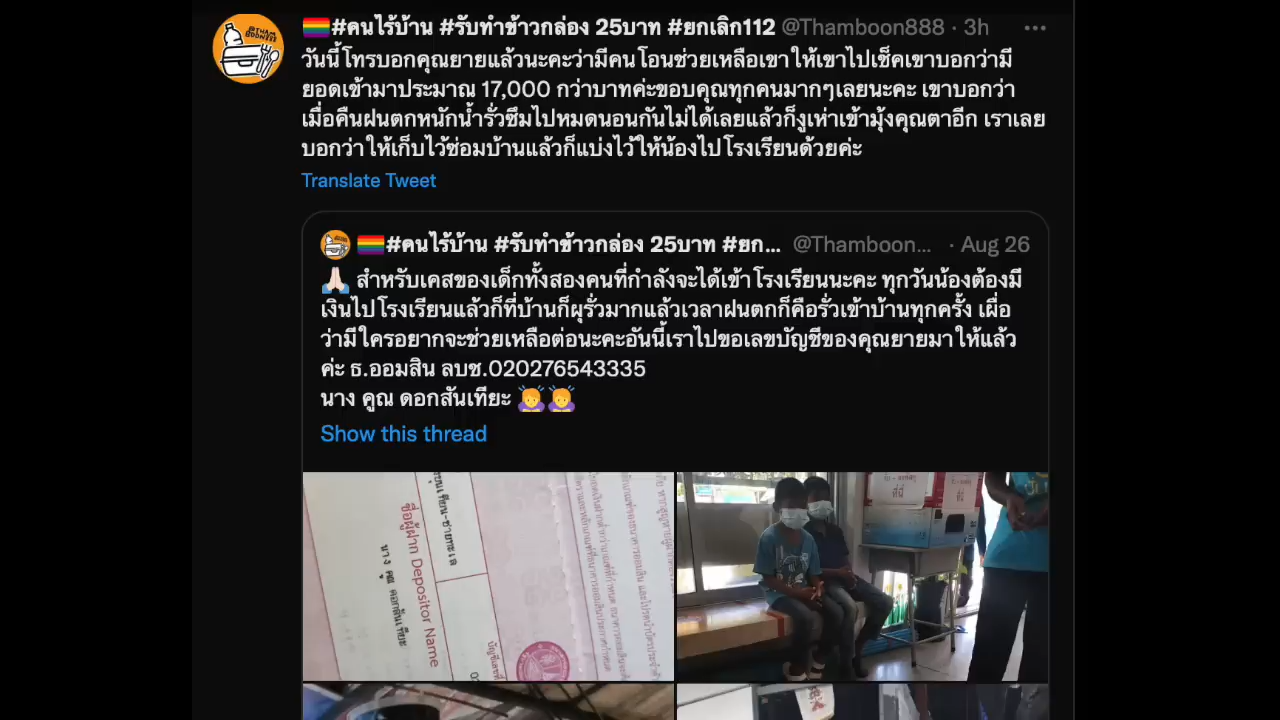 #คนไร้บ้าน #รับทำข้าวกล่อง 25บาท #ยกเลิก112 @Thamboon888 · 3h
วันนี้โทรบอกคุณยายแล้วนะคะว่ามีคนโอนช่วยเหลือเขาให้เขาไปเช็คเขาบอกว่ามี
ยอดเข้ามาประมาณ 17,000 กว่าบาทค่ะขอบคุณทุกคนมากๆเลยนะคะ เขาบอกว่า
เมื่อคืนฝนตกหนักน้ำรั่วซึมไปหมดนอนกันไม่ได้เลยแล้วก็งูเห่าเข้ามุ้งคุณตาอีก เราเลย
บอกว่าให้เก็บไว้ซ่อมบ้านแล้วก็แบ่งไว้ให้น้องไปโรงเรียนด้วยค่ะ
Translate Tweet
#คนไร้บ้าน #รับทำข้าวกล่อง 25บาท #ยก... @Thamboon... · Aug 26
🙏🏻 สำหรับเคสของเด็กทั้งสองคนที่กำลังจะได้เข้าโรงเรียนนะคะ ทุกวันน้องต้องมี
เงินไปโรงเรียนแล้วก็ที่บ้านก็ผุรั่วมากแล้วเวลาฝนตกก็คือรั่วเข้าบ้านทุกครั้ง เผื่อ
ว่ามีใครอยากจะช่วยเหลือต่อนะคะอันนี้เราไปขอเลขบัญชีของคุณยายมาให้แล้ว
ค่ะ ธ.ออมสิน ลบช.020276543335
นาง คูณ ดอกสันเทียะ 🙇🙇
Show this thread
ชื่อผู้ฝาก Depositor Name
นาง คูณ ดอกสันเทียะ
บัญชีเลขที่
ที่นี่